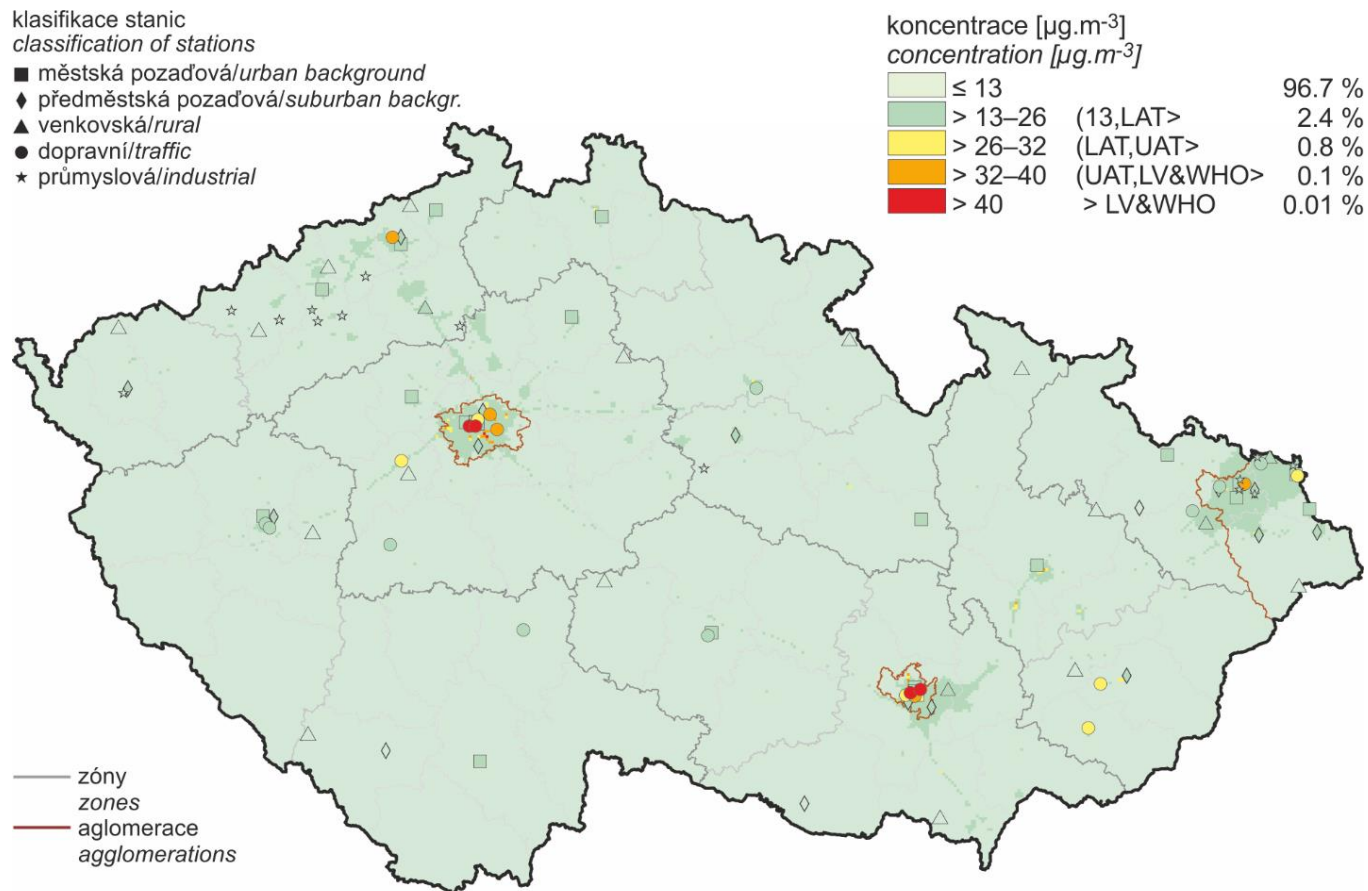 klasifikace stanic
classification of stations
městská pozaďová/urban background
předměstská pozaďová/suburban backgr.
venkovská/rural
dopravní/traffic
průmyslová/industrial
koncentrace [µg.m-3]
concentration [µg.m-3]
≤ 13 96.7 %
> 13–26 (13,LAT> 2.4 %
> 26–32 (LAT,UAT> 0.8 %
> 32–40 (UAT,LV&WHO> 0.1 %
> 40 > LV&WHO 0.01 %
zóny
zones
aglomerace
agglomerations